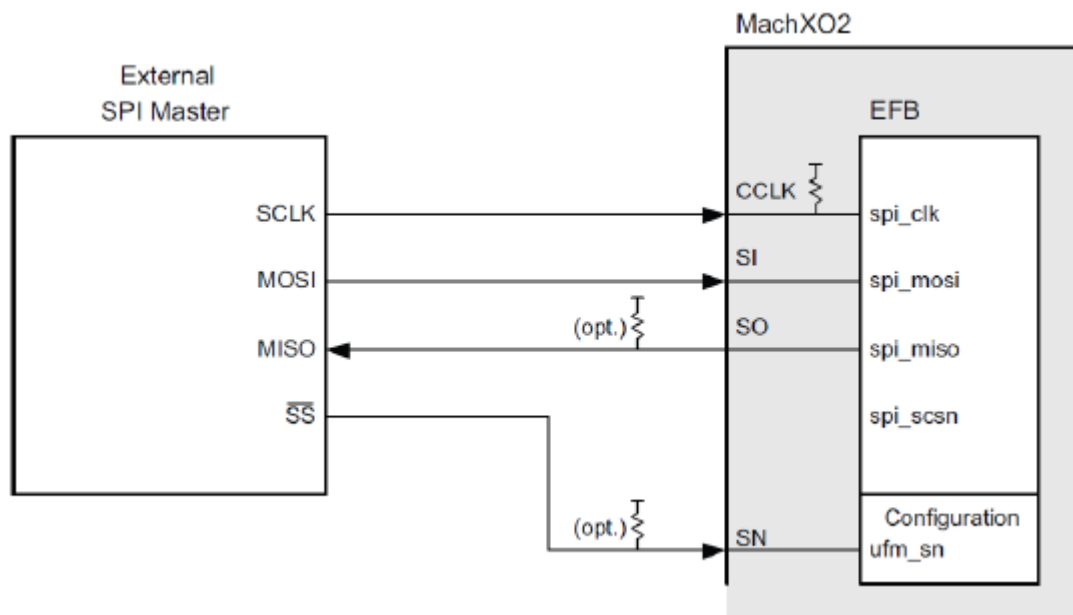 MachXO2
External
SPI Master
EFB
SCLK
CCLK
spi_clk
MOSI
SI
spi_mosi
MISO
(opt.)
SO
spi_miso
SS
spi_scsn
(opt.)
SN
Configuration
ufm_sn